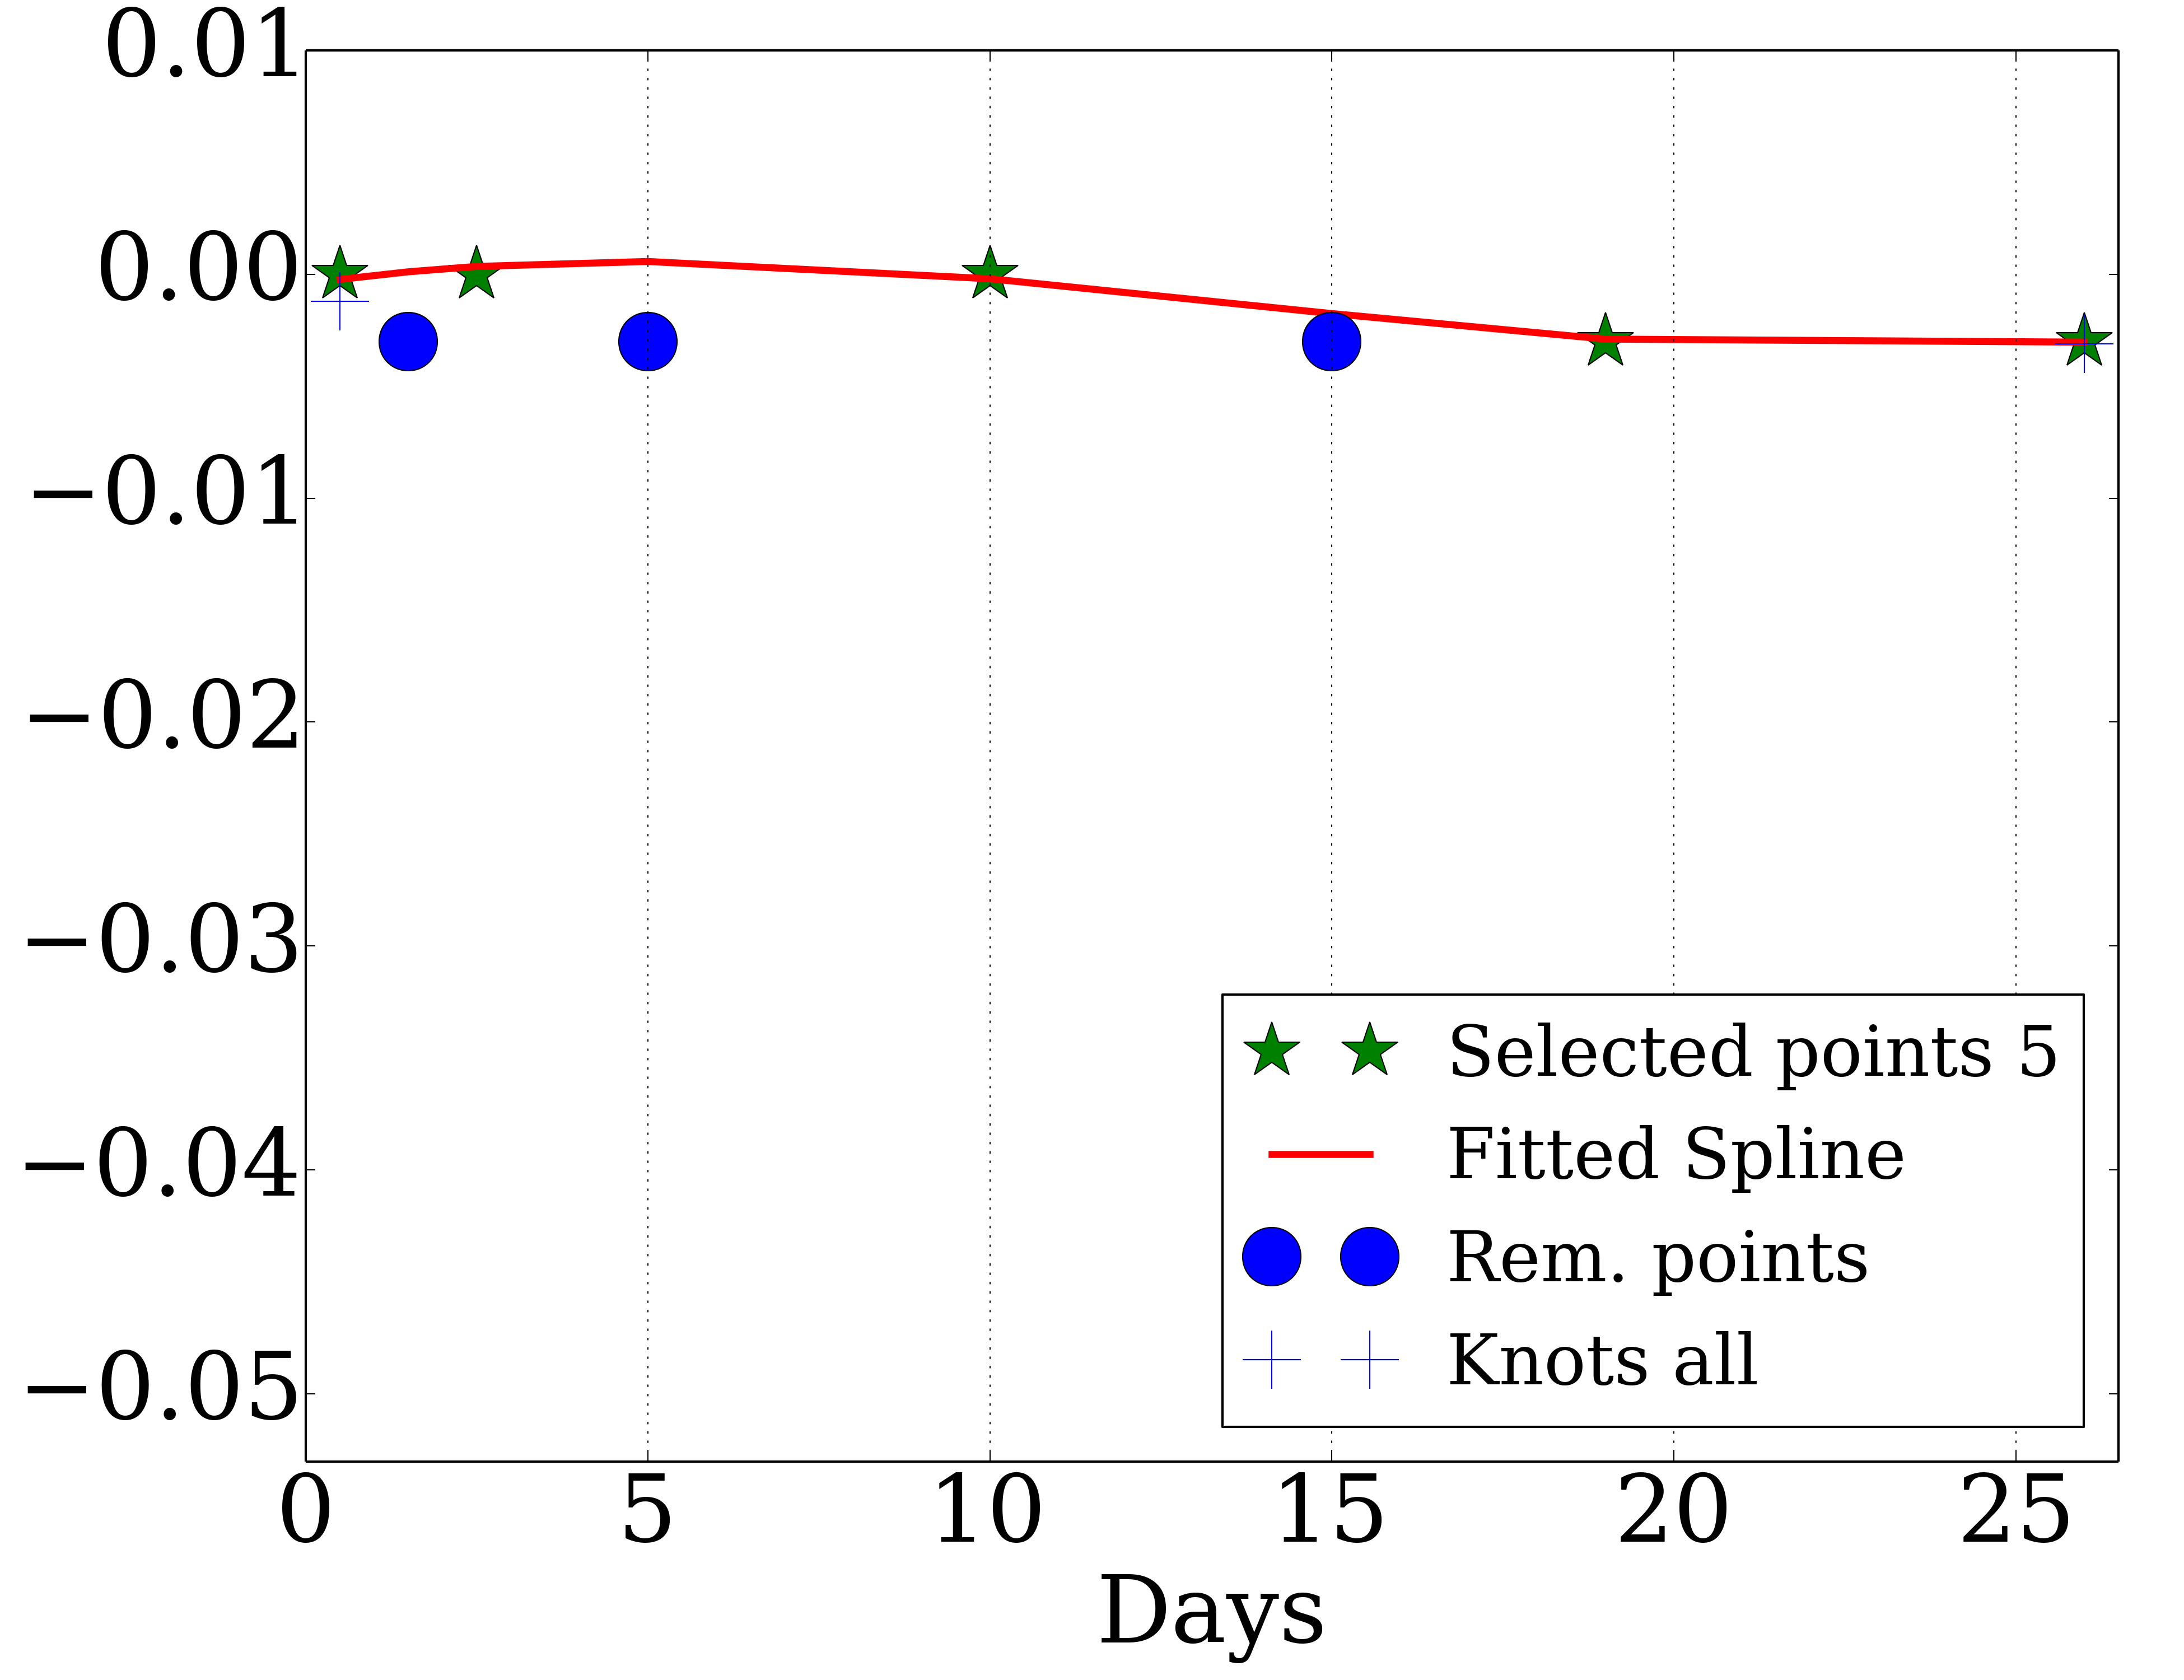 0.01
0.00
−0.01
−0.02
−0.03
−0.04
−0.05
Selected points 5
Fitted Spline
Rem. points
Knots all
0 5 10 15 20 25
Days